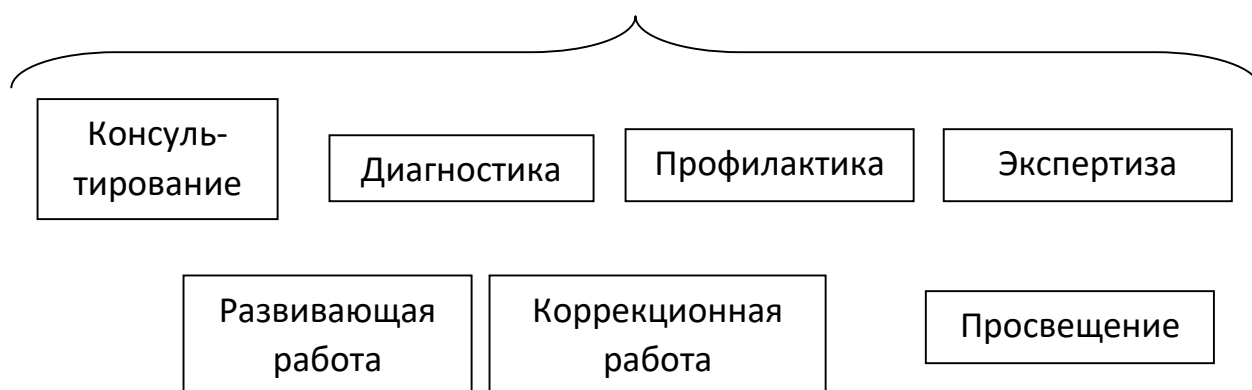 Консуль-
тирование
Диагностика
Профилактика
Экспертиза
Развивающая
работа
Коррекционная
работа
Просвещение